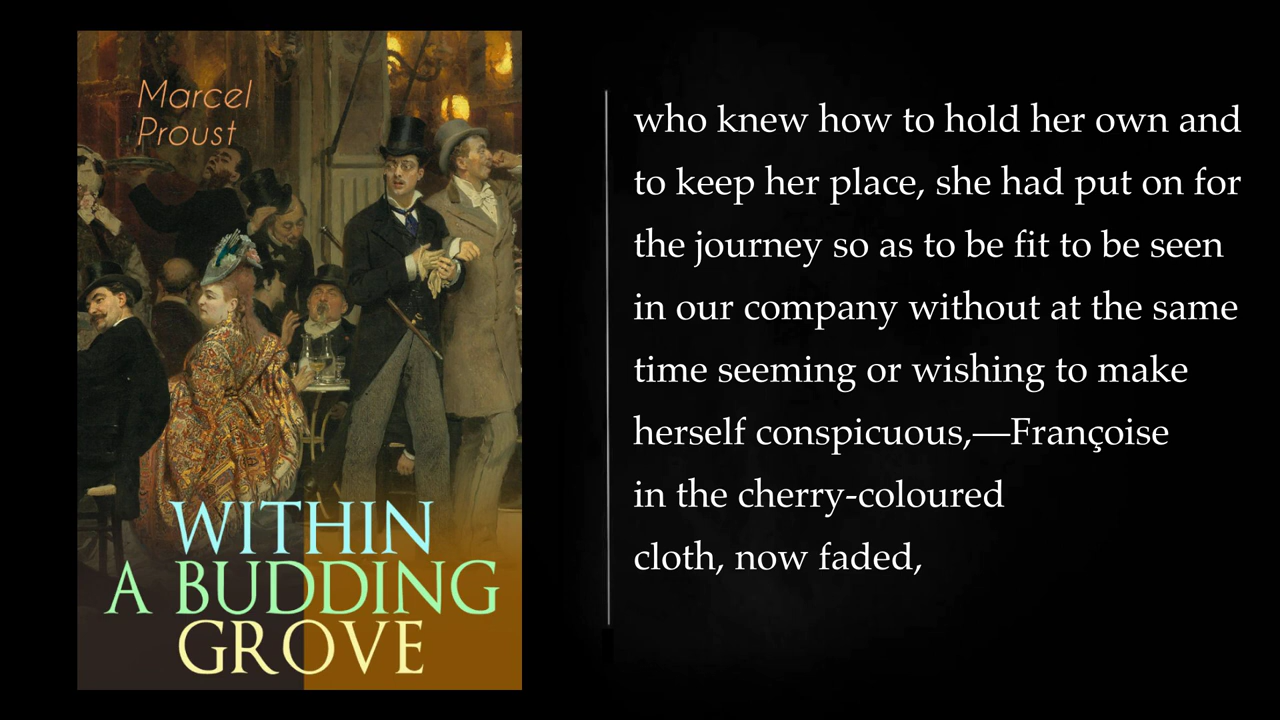 Marcel
Proust
WITHIN
A BUDDING
GROVE
who knew how to hold her own and
to keep her place, she had put on for
the journey so as to be fit to be seen
in our company without at the same
time seeming or wishing to make
herself conspicuous,—Françoise
in the cherry-coloured
cloth, now faded,